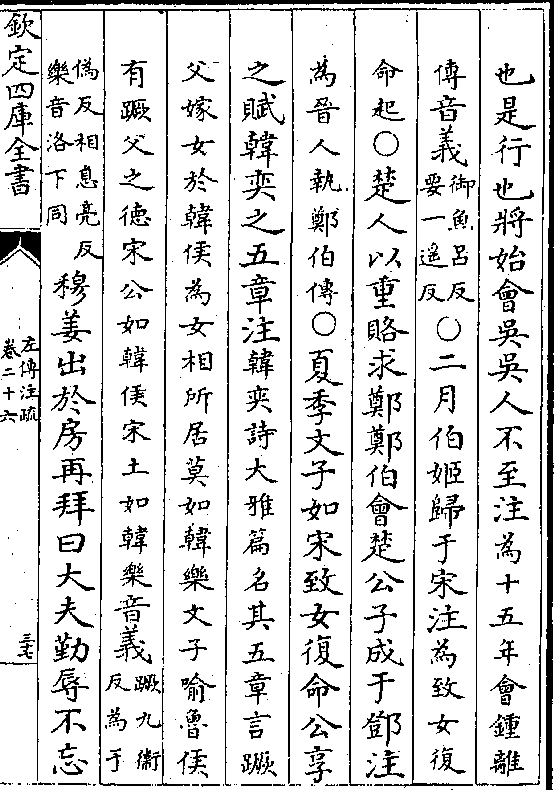 也是行也將始會吳吳人不至注為十五年會鍾離
傳音義御魚呂反要一遥反〇二月伯姬歸于宋注為致女復
命起〇楚人以重賂求鄭鄭伯會楚公子成于鄧注
為晉人執鄭伯傳〇夏季文子如宋致女復命公享
之賦韓奕之五章注韓奕詩大雅篇名其五章言蹶
父嫁女於韓侯為女相所居莫如韓樂文子喻魯侯
有蹶父之德宋公如韓侯宋土如韓樂音義蹶九衞反為于
偽反相息亮反樂音洛下同穆姜出於房再拜曰大夫勤辱不忘
欽定四庫全書
左傳注疏
卷二十六
三七